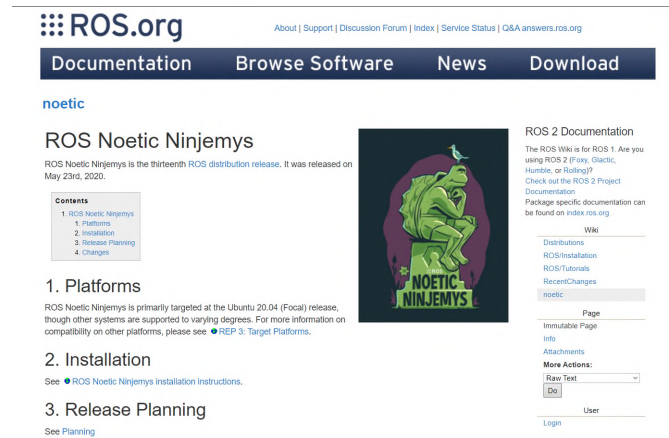 ROS.org
About | Support | Discussion Forum | Index | Service Status | Q&A answers.ros.org
Documentation Browse Software News Download
noetic
ROS Noetic Ninjemys
ROS Noetic Ninjemys is the thirteenth ROS distribution release. It was released on
May 23rd, 2020.
Contents
1. ROS Noetic Ninjemys
1. Platforms
2. Installation
3. Release Planning
4. Changes
1. Platforms
ROS Noetic Ninjemys is primarily targeted at the Ubuntu 20.04 (Focal) release,
though other systems are supported to varying degrees. For more information on
compatibility on other platforms, please see REP 3: Target Platforms.
2. Installation
See ROS Noetic Ninjemys installation instructions.
3. Release Planning
See Planning
ROS
NOETIC
NINJEMYS
ROS 2 Documentation
The ROS Wiki is for ROS 1. Are you
using ROS 2 (Foxy, Glactic,
Humble, or Rolling)?
Check out the ROS 2 Project
Documentation
Package specific documentation can
be found on index.ros.org
Wiki
Distributions
ROS/Installation
ROS/Tutorials
RecentChanges
noetic
Page
Immutable Page
Info
Attachments
More Actions:
Raw Text
Do
User
Login